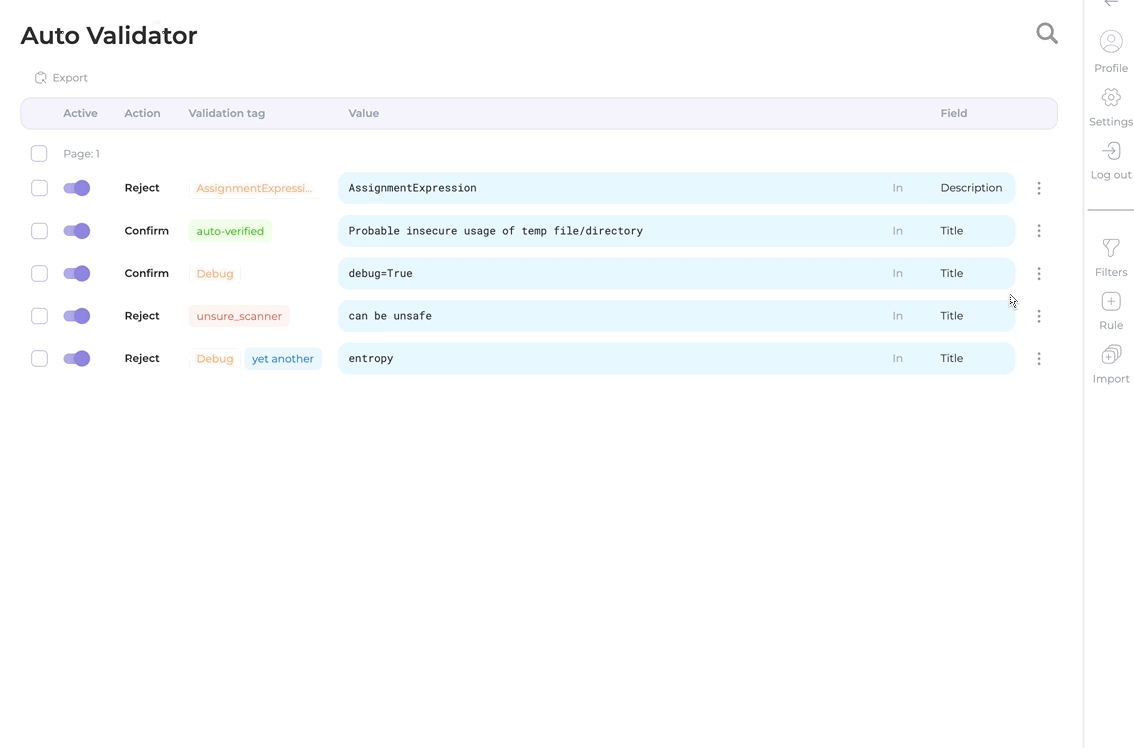 Auto Validator
Export
Active Action Validation tag Value Field
Page: 1
Reject AssignmentExpressi... AssignmentExpression In Description
Confirm auto-verified Probable insecure usage of temp file/directory In Title
Confirm Debug debug=True In Title
Reject unsure_scanner can be unsafe In Title
Reject Debug yet another entropy In Title
Profile
Settings
Log out
Filters
Rule
Import